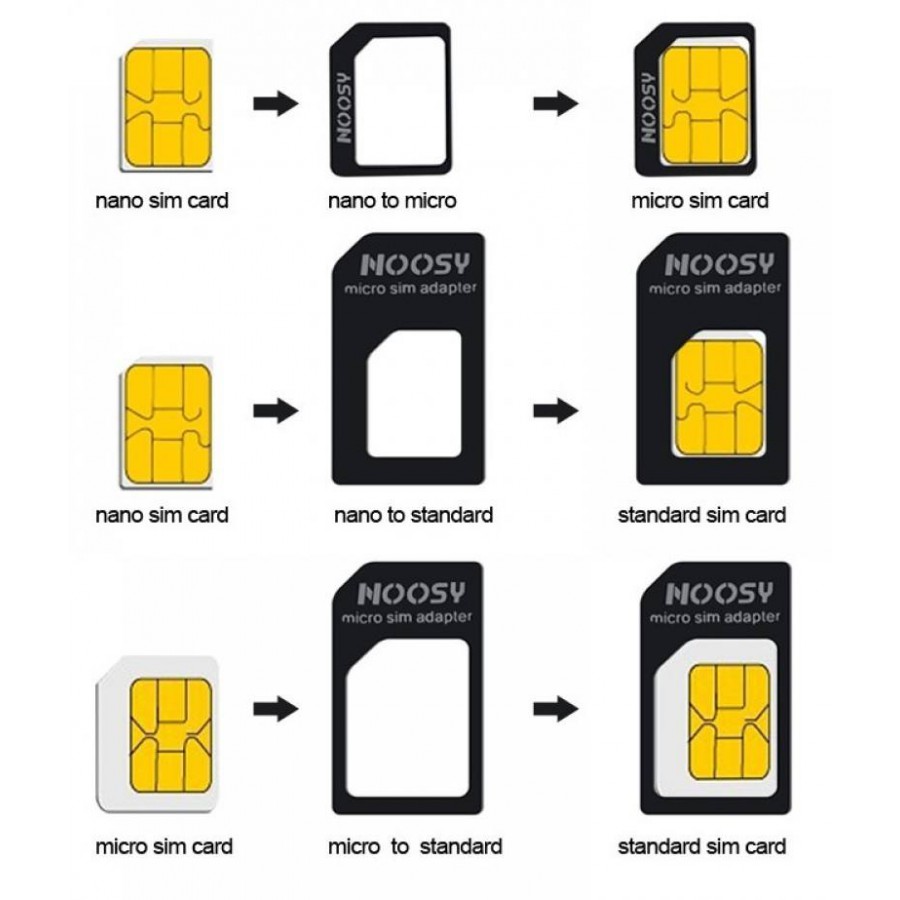 NOOSY
NOOSY
nano sim card
nano to micro
micro sim card
NOOSY
micro sim adapter
NOOSY
micro sim adapter
nano sim card
nano to standard
standard sim card
NOOSY
micro sim adapter
NOOSY
micro sim adapter
micro sim card
micro to standard
standard sim card